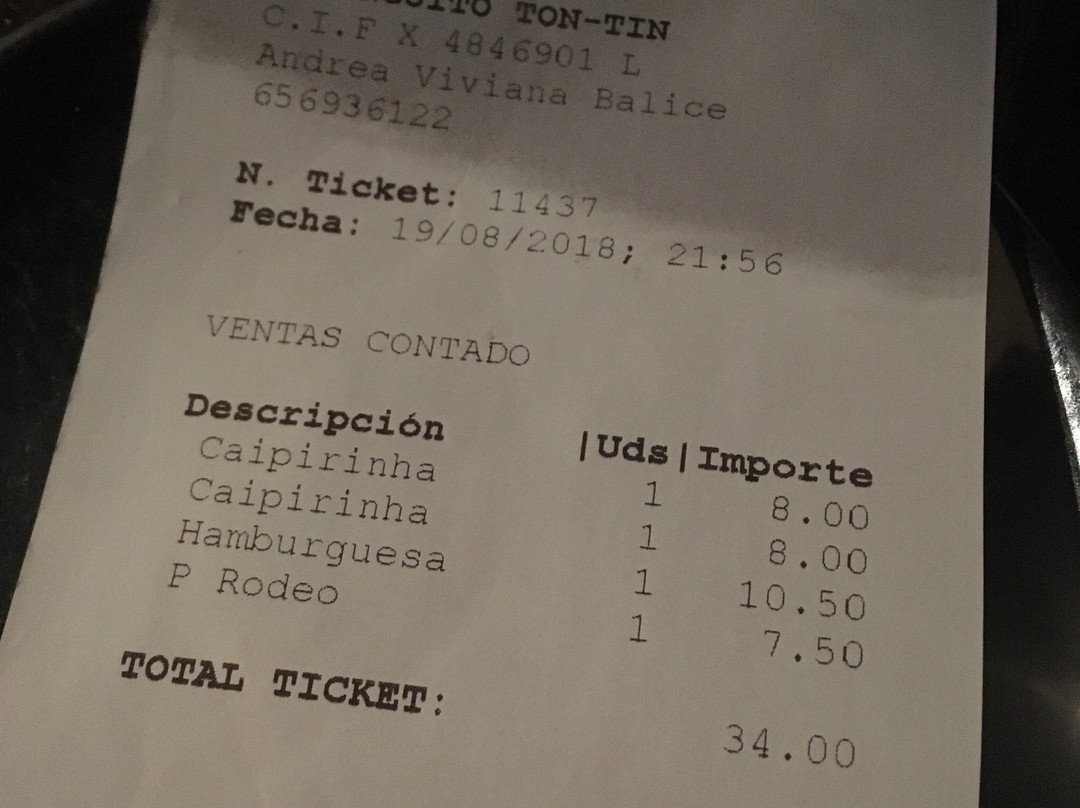 TON-TIN
C.I.F X 4846901 L
Andrea Viviana Balice
656936122
N. Ticket: 11437
Fecha: 19/08/2018; 21:56
VENTAS CONTADO
Descripción |Uds|Importe
Caipirinha 1 8.00
Caipirinha 1 8.00
Hamburguesa 1 10.50
P Rodeo 1 7.50
TOTAL TICKET: 34.00